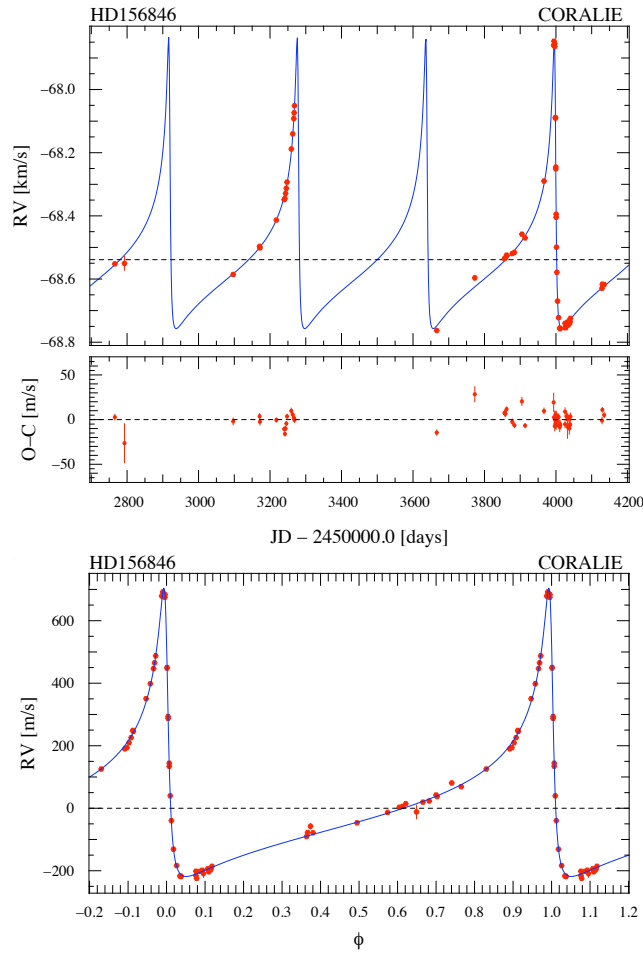 HD156846 CORALIE
RV [km/s]
−68.0
−68.2
−68.4
−68.6
−68.8
O−C [m/s]
50
0
−50
2800 3000 3200 3400 3600 3800 4000 4200
JD − 2450000.0 [days]
HD156846 CORALIE
RV [m/s]
600
400
200
0
−200
−0.2 −0.1 0.0 0.1 0.2 0.3 0.4 0.5 0.6 0.7 0.8 0.9 1.0 1.1 1.2
ϕ